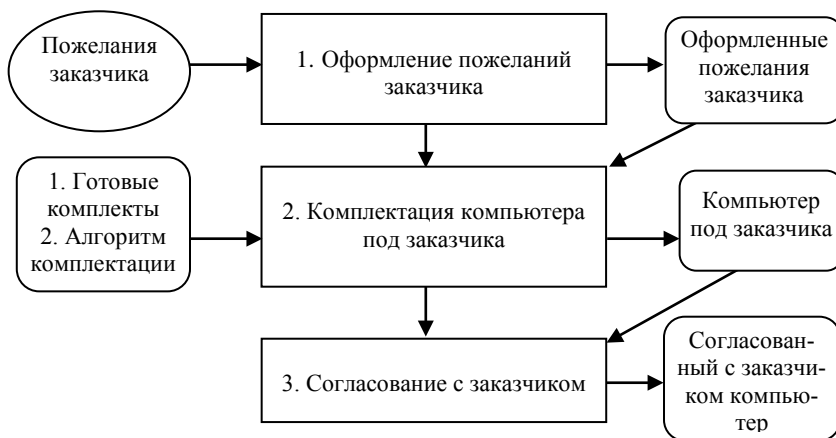 Пожелания
заказчика
1. Оформление пожеланий
заказчика
Оформленные
пожелания
заказчика
1. Готовые
комплекты
2. Алгоритм
комплектации
2. Комплектация компьютера
под заказчика
Компьютер
под заказчика
3. Согласование с заказчиком
Согласован-
ный с заказчи-
ком компью-
тер